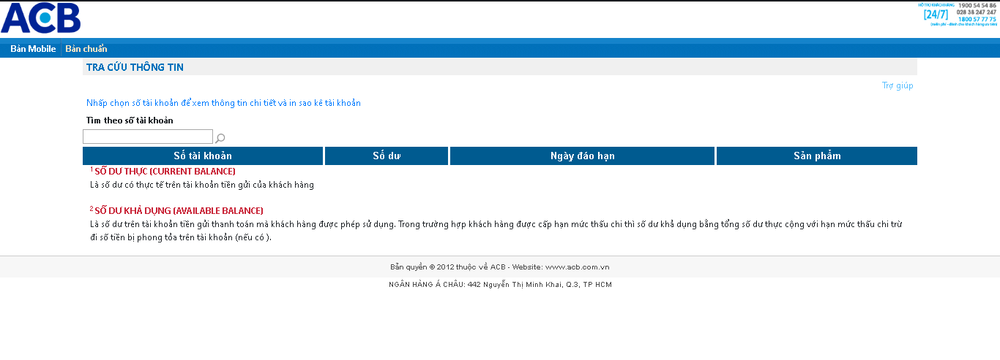 ACB
HỖ TRỢ KHÁCH HÀNG
[24/7]
1900 54 54 86
028 38 247 247
1800 57 77 75
(miễn phí - dành cho khách hàng ưu tiên)
Bản Mobile Bản chuẩn
TRA CỨU THÔNG TIN
Trợ giúp
Nhấp chọn số tài khoản để xem thông tin chi tiết và in sao kê tài khoản
Tìm theo số tài khoản
Số tài khoản Số dư Ngày đáo hạn Sản phẩm
1 SỐ DƯ THỰC (CURRENT BALANCE)
Là số dư có thực tế trên tài khoản tiền gửi của khách hàng
2 SỐ DƯ KHẢ DỤNG (AVAILABLE BALANCE)
Là số dư trên tài khoản tiền gửi thanh toán mà khách hàng được phép sử dụng. Trong trường hợp khách hàng được cấp hạn mức thấu chi thì số dư khả dụng bằng tổng số dư thực cộng với hạn mức thấu chi trừ
đi số tiền bị phong tỏa trên tài khoản (nếu có ).
Bản quyền © 2012 thuộc về ACB - Website: www.acb.com.vn
NGÂN HÀNG Á CHÂU: 442 Nguyễn Thị Minh Khai, Q.3, TP HCM